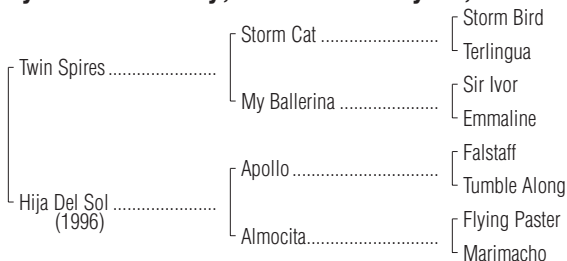 Storm Bird
Storm Cat ........................
Terlingua
Twin Spires ......................
Sir Ivor
My Ballerina ....................
Emmaline
Falstaff
Apollo ..............................
Tumble Along
Hija Del Sol .....................
(1996)
Flying Paster
Almocita...........................
Marimacho